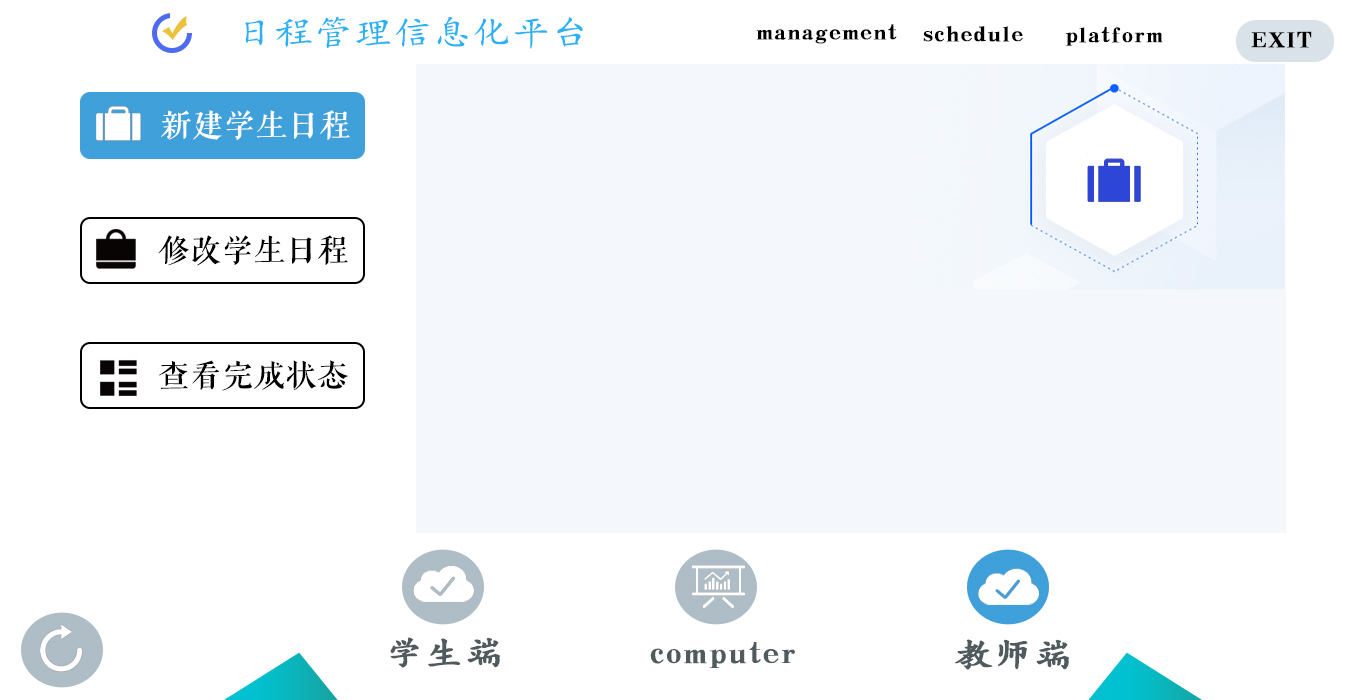 日程管理信息化平台
management
schedule
platform
EXIT
新建学生日程
修改学生日程
查看完成状态
学生端
computer
教师端